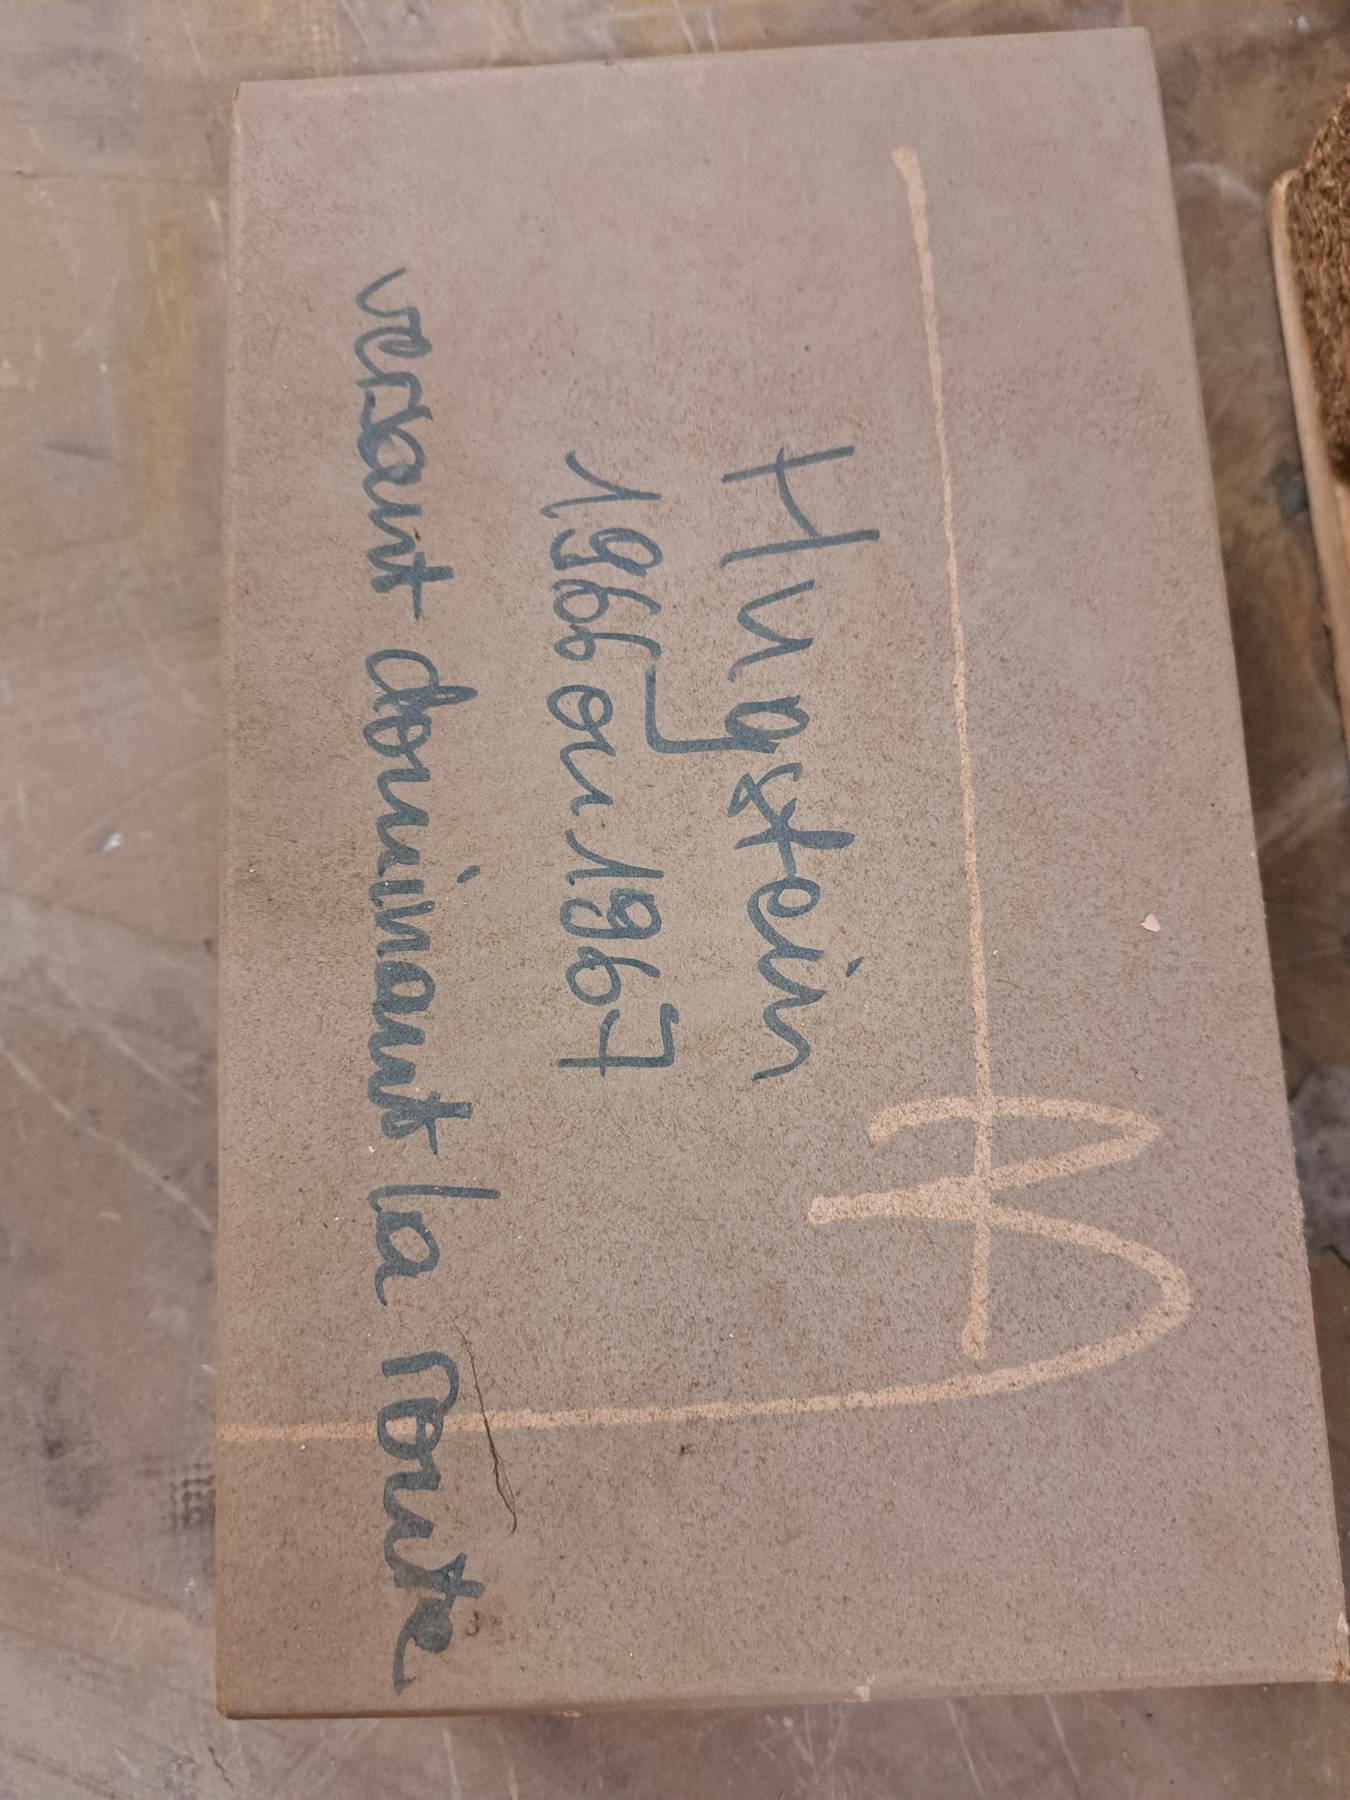 Hugstein
1966 ou 1967
versant dominant la route